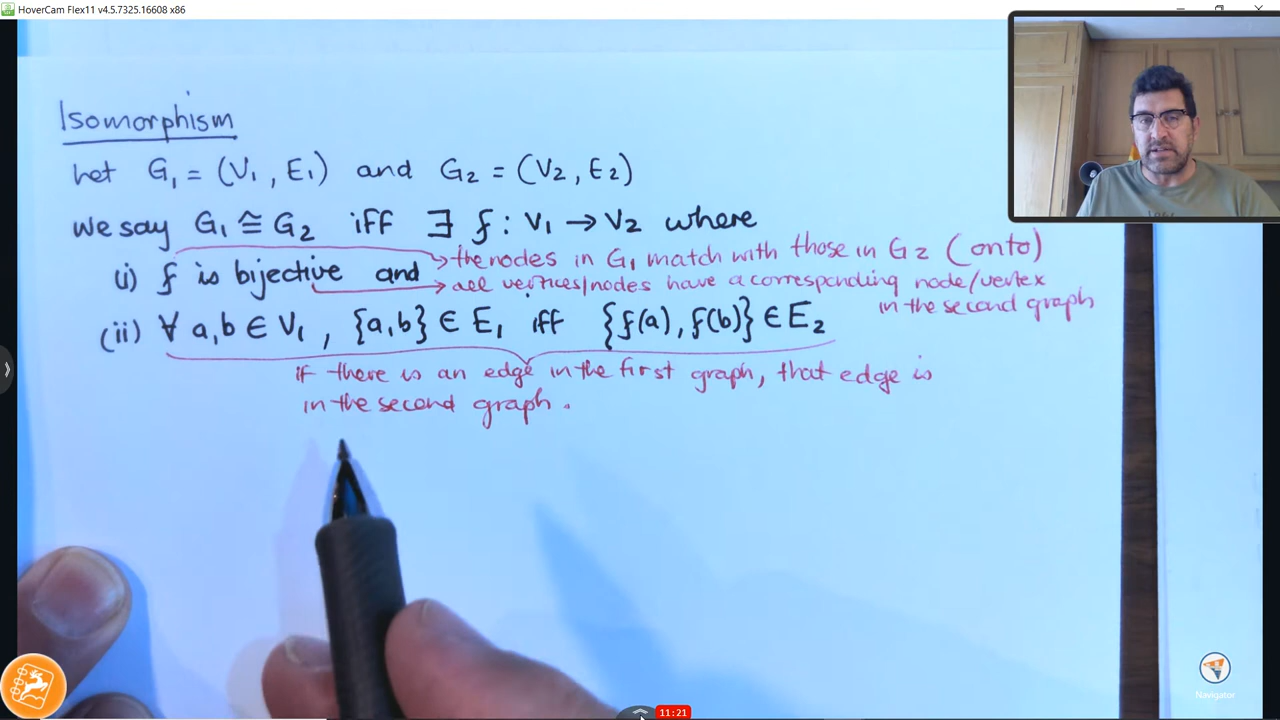 HoverCam Flex11 v4.5.7325.16608 x86
Isomorphism
Let G₁ = (V₁, E₁) and G₂ = (V₂, E₂)
We say G₁ ≅ G₂ iff ∃ f : V₁ → V₂ where
→ the nodes in G₁ match with those in G₂ (onto)
(i) f is bijective and
→ all vertices/nodes have a corresponding node/vertex
in the second graph
(ii) ∀ a,b ∈ V₁, {a,b} ∈ E₁ iff {f(a), f(b)} ∈ E₂
If there is an edge in the first graph, that edge is
in the second graph.
Navigator
11:21